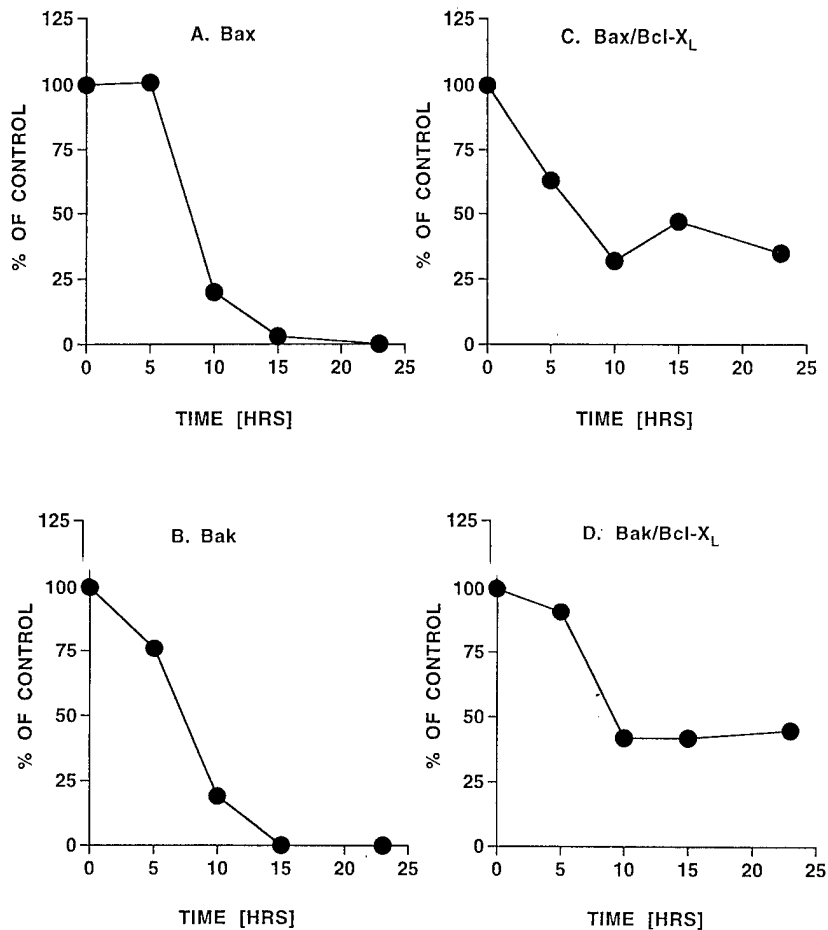 A. Bax
125
100
75
50
25
0
% OF CONTROL
0 5 10 15 20 25
TIME [HRS]
C. Bax/Bcl-XL
125
100
75
50
25
0
% OF CONTROL
0 5 10 15 20 25
TIME [HRS]
B. Bak
125
100
75
50
25
0
% OF CONTROL
0 5 10 15 20 25
TIME [HRS]
D. Bak/Bcl-XL
125
100
75
50
25
0
% OF CONTROL
0 5 10 15 20 25
TIME [HRS]